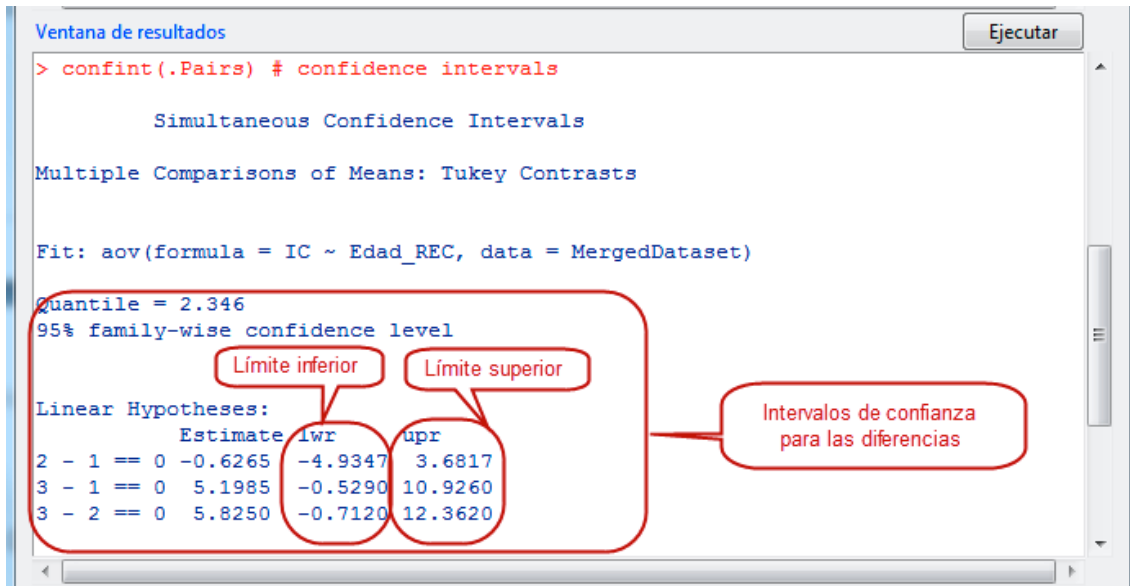 Ventana de resultados
Ejecutar
> confint(.Pairs) # confidence intervals
Simultaneous Confidence Intervals
Multiple Comparisons of Means: Tukey Contrasts
Fit: aov(formula = IC ~ Edad_REC, data = MergedDataset)
Quantile = 2.346
95% family-wise confidence level
Límite inferior
Límite superior
Linear Hypotheses:
Intervalos de confianza
para las diferencias
Estimate lwr upr
2 - 1 == 0 -0.6265 -4.9347 3.6817
3 - 1 == 0 5.1985 -0.5290 10.9260
3 - 2 == 0 5.8250 -0.7120 12.3620